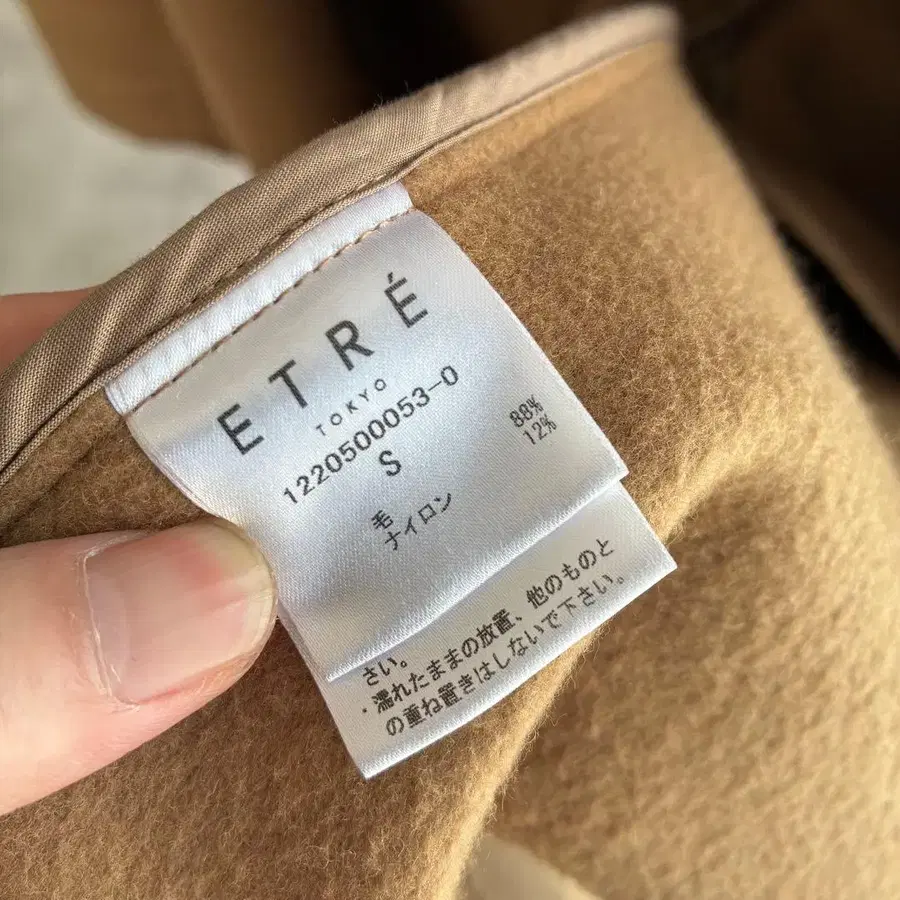 ETRÉ
TOKYO
1220500053-0
S
毛 88%
ナイロン 12%
さい。
・濡れたままの放置、他のものと
の重ね置きはしないで下さい。